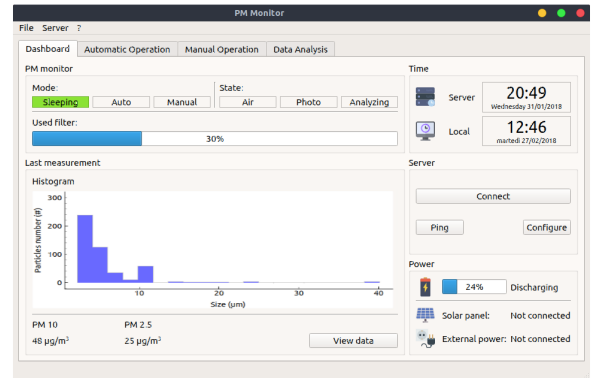 PM Monitor
File Server ?
Dashboard Automatic Operation Manual Operation Data Analysis
PM monitor
Mode: State:
Sleeping Auto Manual Air Photo Analyzing
Used filter:
30%
Last measurement
Histogram
Particles number (#)
300
200
100
0
10 20 30 40
Size (µm)
PM 10 PM 2.5
48 µg/m³ 25 µg/m³ View data
Time
Server 20:49
Wednesday 31/01/2018
Local 12:46
martedì 27/02/2018
Server
Connect
Ping Configure
Power
24% Discharging
Solar panel: Not connected
External power: Not connected